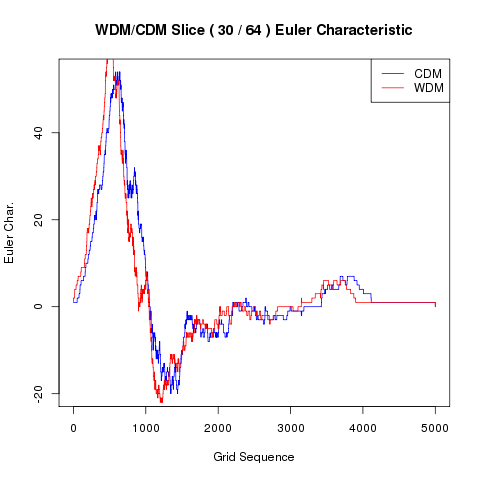 WDM/CDM Slice ( 30 / 64 ) Euler Characteristic
CDM
WDM
Euler Char.
40
20
0
-20
0 1000 2000 3000 4000 5000
Grid Sequence